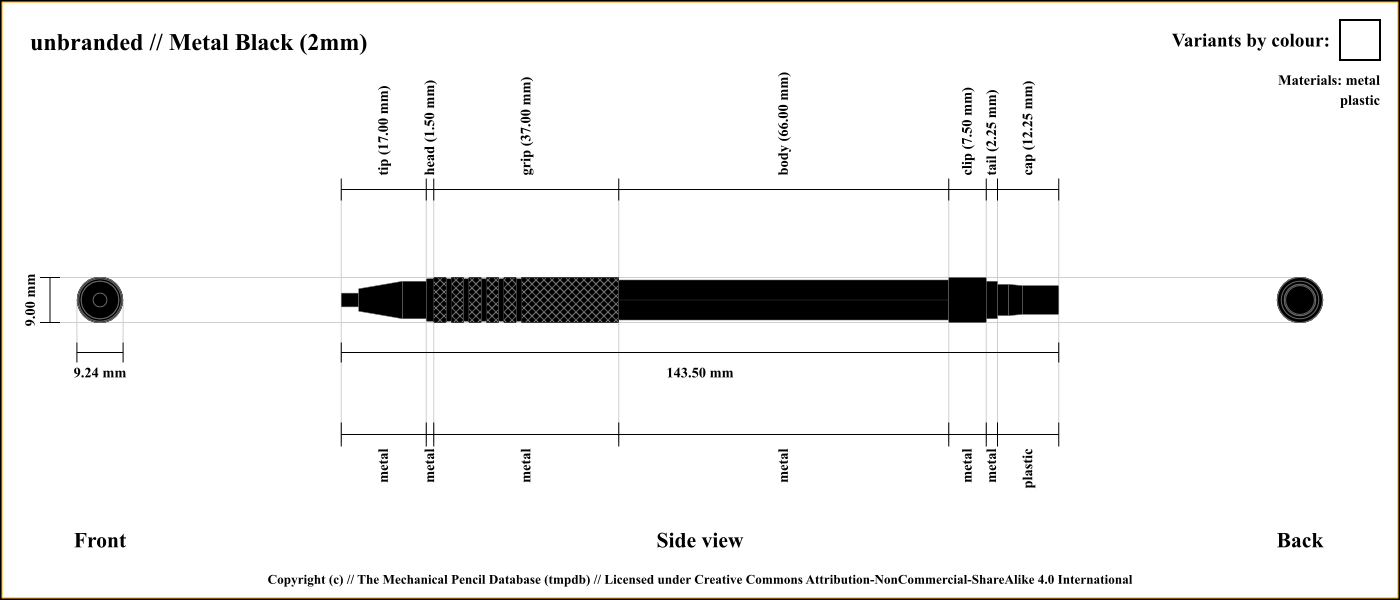 unbranded // Metal Black (2mm)
Variants by colour:
Materials: metal
plastic
tip (17.00 mm)
head (1.50 mm)
grip (37.00 mm)
body (66.00 mm)
clip (7.50 mm)
tail (2.25 mm)
cap (12.25 mm)
9.00 mm
9.24 mm
143.50 mm
metal
metal
metal
metal
metal
metal
plastic
Front
Side view
Back
Copyright (c) // The Mechanical Pencil Database (tmpdb) // Licensed under Creative Commons Attribution-NonCommercial-ShareAlike 4.0 International